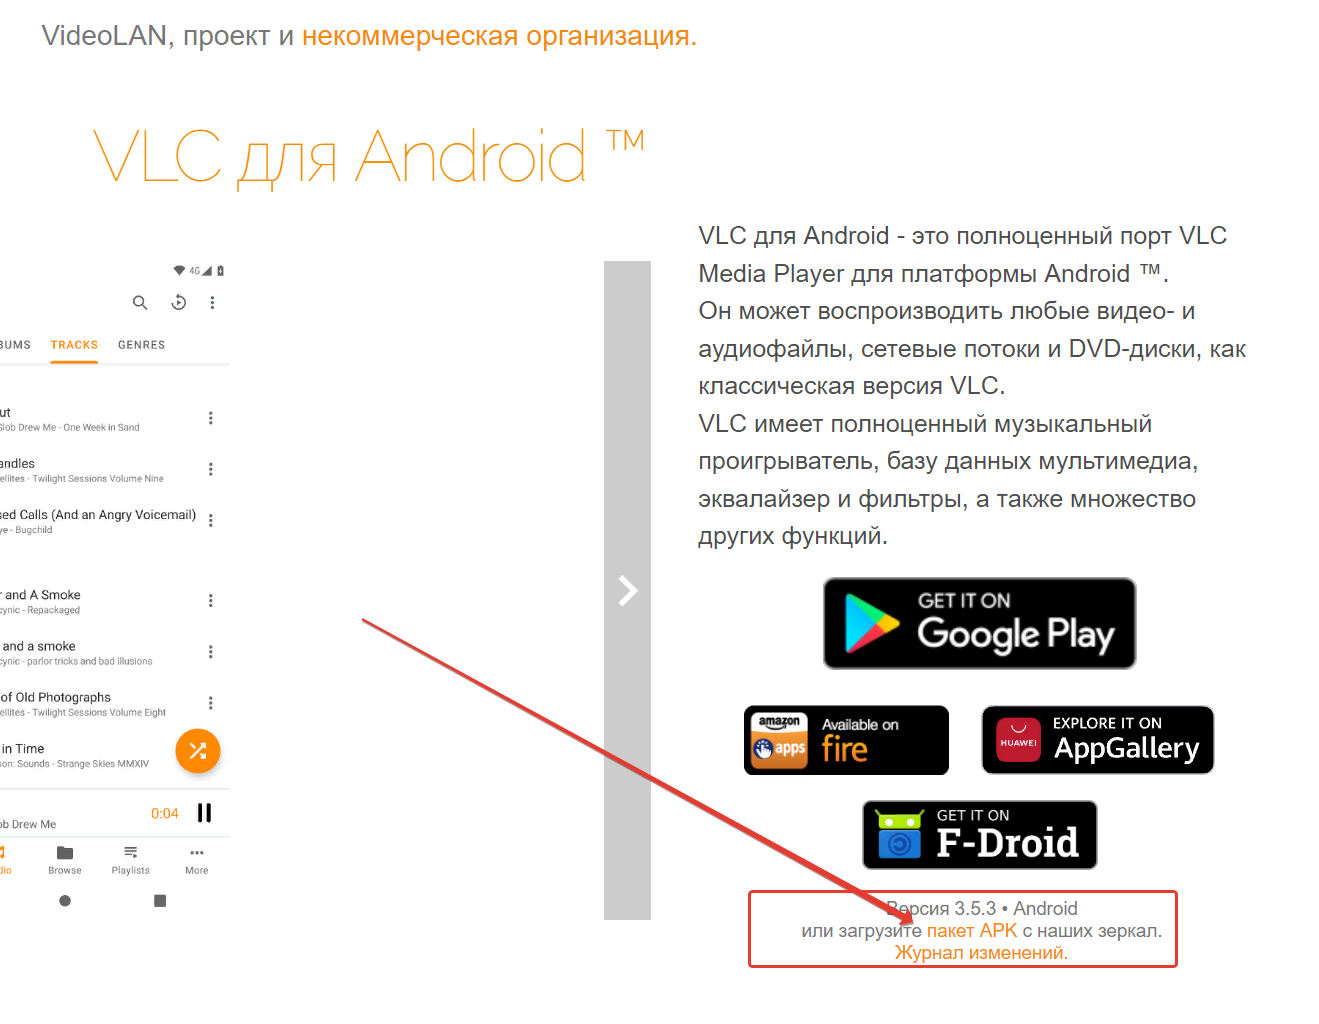 VideoLAN, проект и некоммерческая организация.
VLC для Android ™
4G
BUMS TRACKS GENRES
ut
Slob Drew Me - One Week in Sand
andles
ellites - Twilight Sessions Volume Nine
sed Calls (And an Angry Voicemail)
ye - Bugchild
r and A Smoke
cynic - Repackaged
and a smoke
cynic - parlor tricks and bad illusions
of Old Photographs
ellites - Twilight Sessions Volume Eight
in Time
son: Sounds - Strange Skies MMXIV
0:04
ob Drew Me
dio Browse Playlists More
VLC для Android - это полноценный порт VLC
Media Player для платформы Android ™.
Он может воспроизводить любые видео- и
аудиофайлы, сетевые потоки и DVD-диски, как
классическая версия VLC.
VLC имеет полноценный музыкальный
проигрыватель, базу данных мультимедиа,
эквалайзер и фильтры, а также множество
других функций.
GET IT ON
Google Play
amazon
apps
Available on
fire
HUAWEI
EXPLORE IT ON
AppGallery
GET IT ON
F-Droid
Версия 3.5.3 • Android
или загрузите пакет APK с наших зеркал.
Журнал изменений.